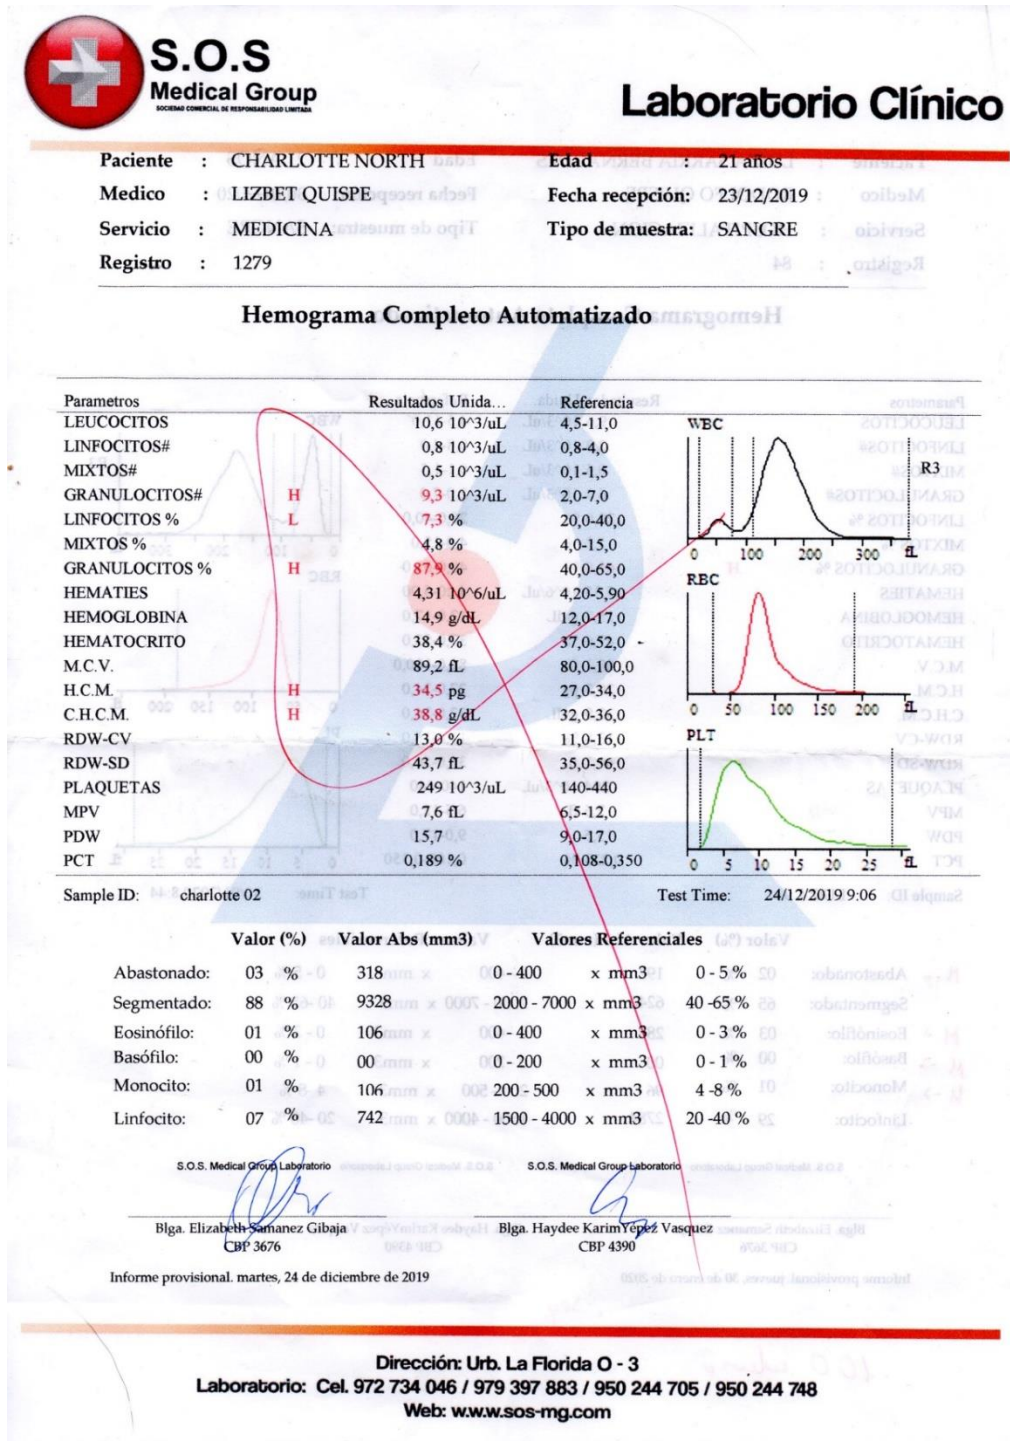 S.O.S
Medical Group
SOCIEDAD COMERCIAL DE RESPONSABILIDAD LIMITADA
Laboratorio Clínico
Paciente : CHARLOTTE NORTH Edad : 21 años
Medico : LIZBET QUISPE Fecha recepción: 23/12/2019
Servicio : MEDICINA Tipo de muestra: SANGRE
Registro : 1279
Hemograma Completo Automatizado
Parametros Resultados Unida... Referencia
LEUCOCITOS 10,6 10^3/uL 4,5-11,0
LINFOCITOS# 0,8 10^3/uL 0,8-4,0
MIXTOS# 0,5 10^3/uL 0,1-1,5
GRANULOCITOS# H 9,3 10^3/uL 2,0-7,0
LINFOCITOS % L 7,3 % 20,0-40,0
MIXTOS % 4,8 % 4,0-15,0
GRANULOCITOS % H 87,9 % 40,0-65,0
HEMATIES 4,31 10^6/uL 4,20-5,90
HEMOGLOBINA 14,9 g/dL 12,0-17,0
HEMATOCRITO 38,4 % 37,0-52,0
M.C.V. 89,2 fL 80,0-100,0
H.C.M. H 34,5 pg 27,0-34,0
C.H.C.M. H 38,8 g/dL 32,0-36,0
RDW-CV 13,0 % 11,0-16,0
RDW-SD 43,7 fL 35,0-56,0
PLAQUETAS 249 10^3/uL 140-440
MPV 7,6 fL 6,5-12,0
PDW 15,7 9,0-17,0
PCT 0,189 % 0,108-0,350
WBC
R3
0 100 200 300 fL
RBC
0 50 100 150 200 fL
PLT
0 5 10 15 20 25 fL
Sample ID: charlotte 02 Test Time: 24/12/2019 9:06
Valor (%) Valor Abs (mm3) Valores Referenciales
Abastonado: 03 % 318 0 - 400 x mm3 0 - 5 %
Segmentado: 88 % 9328 2000 - 7000 x mm3 40 -65 %
Eosinófilo: 01 % 106 0 - 400 x mm3 0 - 3 %
Basófilo: 00 % 00 0 - 200 x mm3 0 - 1 %
Monocito: 01 % 106 200 - 500 x mm3 4 -8 %
Linfocito: 07 % 742 1500 - 4000 x mm3 20 -40 %
S.O.S. Medical Group Laboratorio S.O.S. Medical Group Laboratorio
Blga. Elizabeth Samanez Gibaja Blga. Haydee KarimYépez Vasquez
CBP 3676 CBP 4390
Informe provisional. martes, 24 de diciembre de 2019
Dirección: Urb. La Florida O - 3
Laboratorio: Cel. 972 734 046 / 979 397 883 / 950 244 705 / 950 244 748
Web: www.sos-mg.com